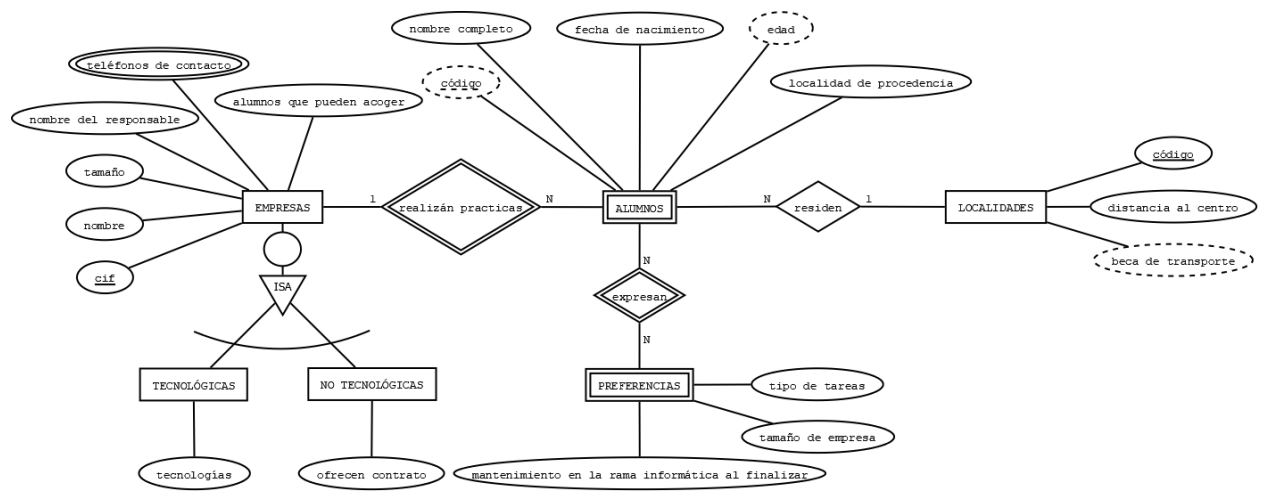 nombre completo
fecha de nacimiento
edad
teléfonos de contacto
código
localidad de procedencia
alumnos que pueden acoger
nombre del responsable
código
tamaño
EMPRESAS
1
realizán practicas
N
ALUMNOS
N
residen
1
LOCALIDADES
distancia al centro
nombre
beca de transporte
cif
ISA
N
expresan
N
TECNOLÓGICAS
NO TECNOLÓGICAS
PREFERENCIAS
tipo de tareas
tamaño de empresa
tecnologías
ofrecen contrato
mantenimiento en la rama informática al finalizar